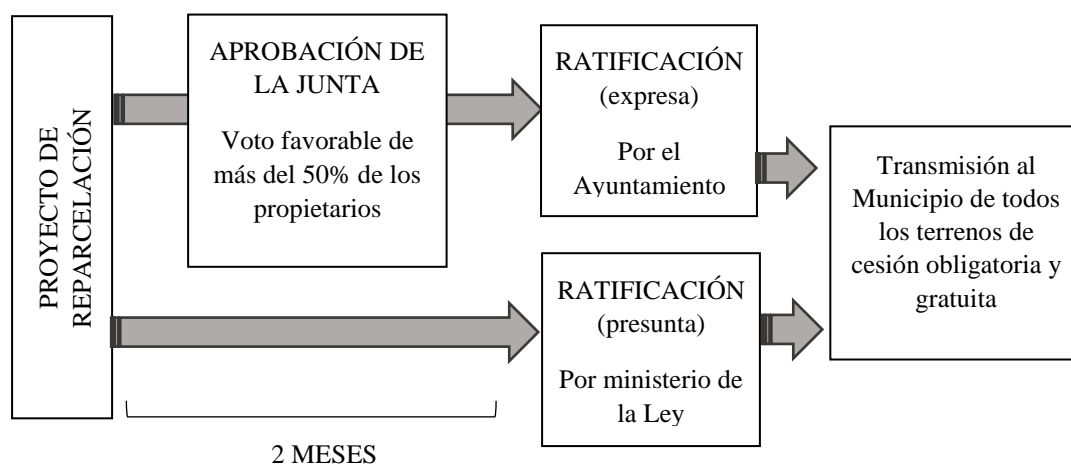 PROYECTO DE
REPARCELACIÓN
APROBACIÓN DE
LA JUNTA
Voto favorable de
más del 50% de los
propietarios
RATIFICACIÓN
(expresa)
Por el
Ayuntamiento
Transmisión al
Municipio de todos
los terrenos de
cesión obligatoria y
gratuita
RATIFICACIÓN
(presunta)
Por ministerio de
la Ley
2 MESES